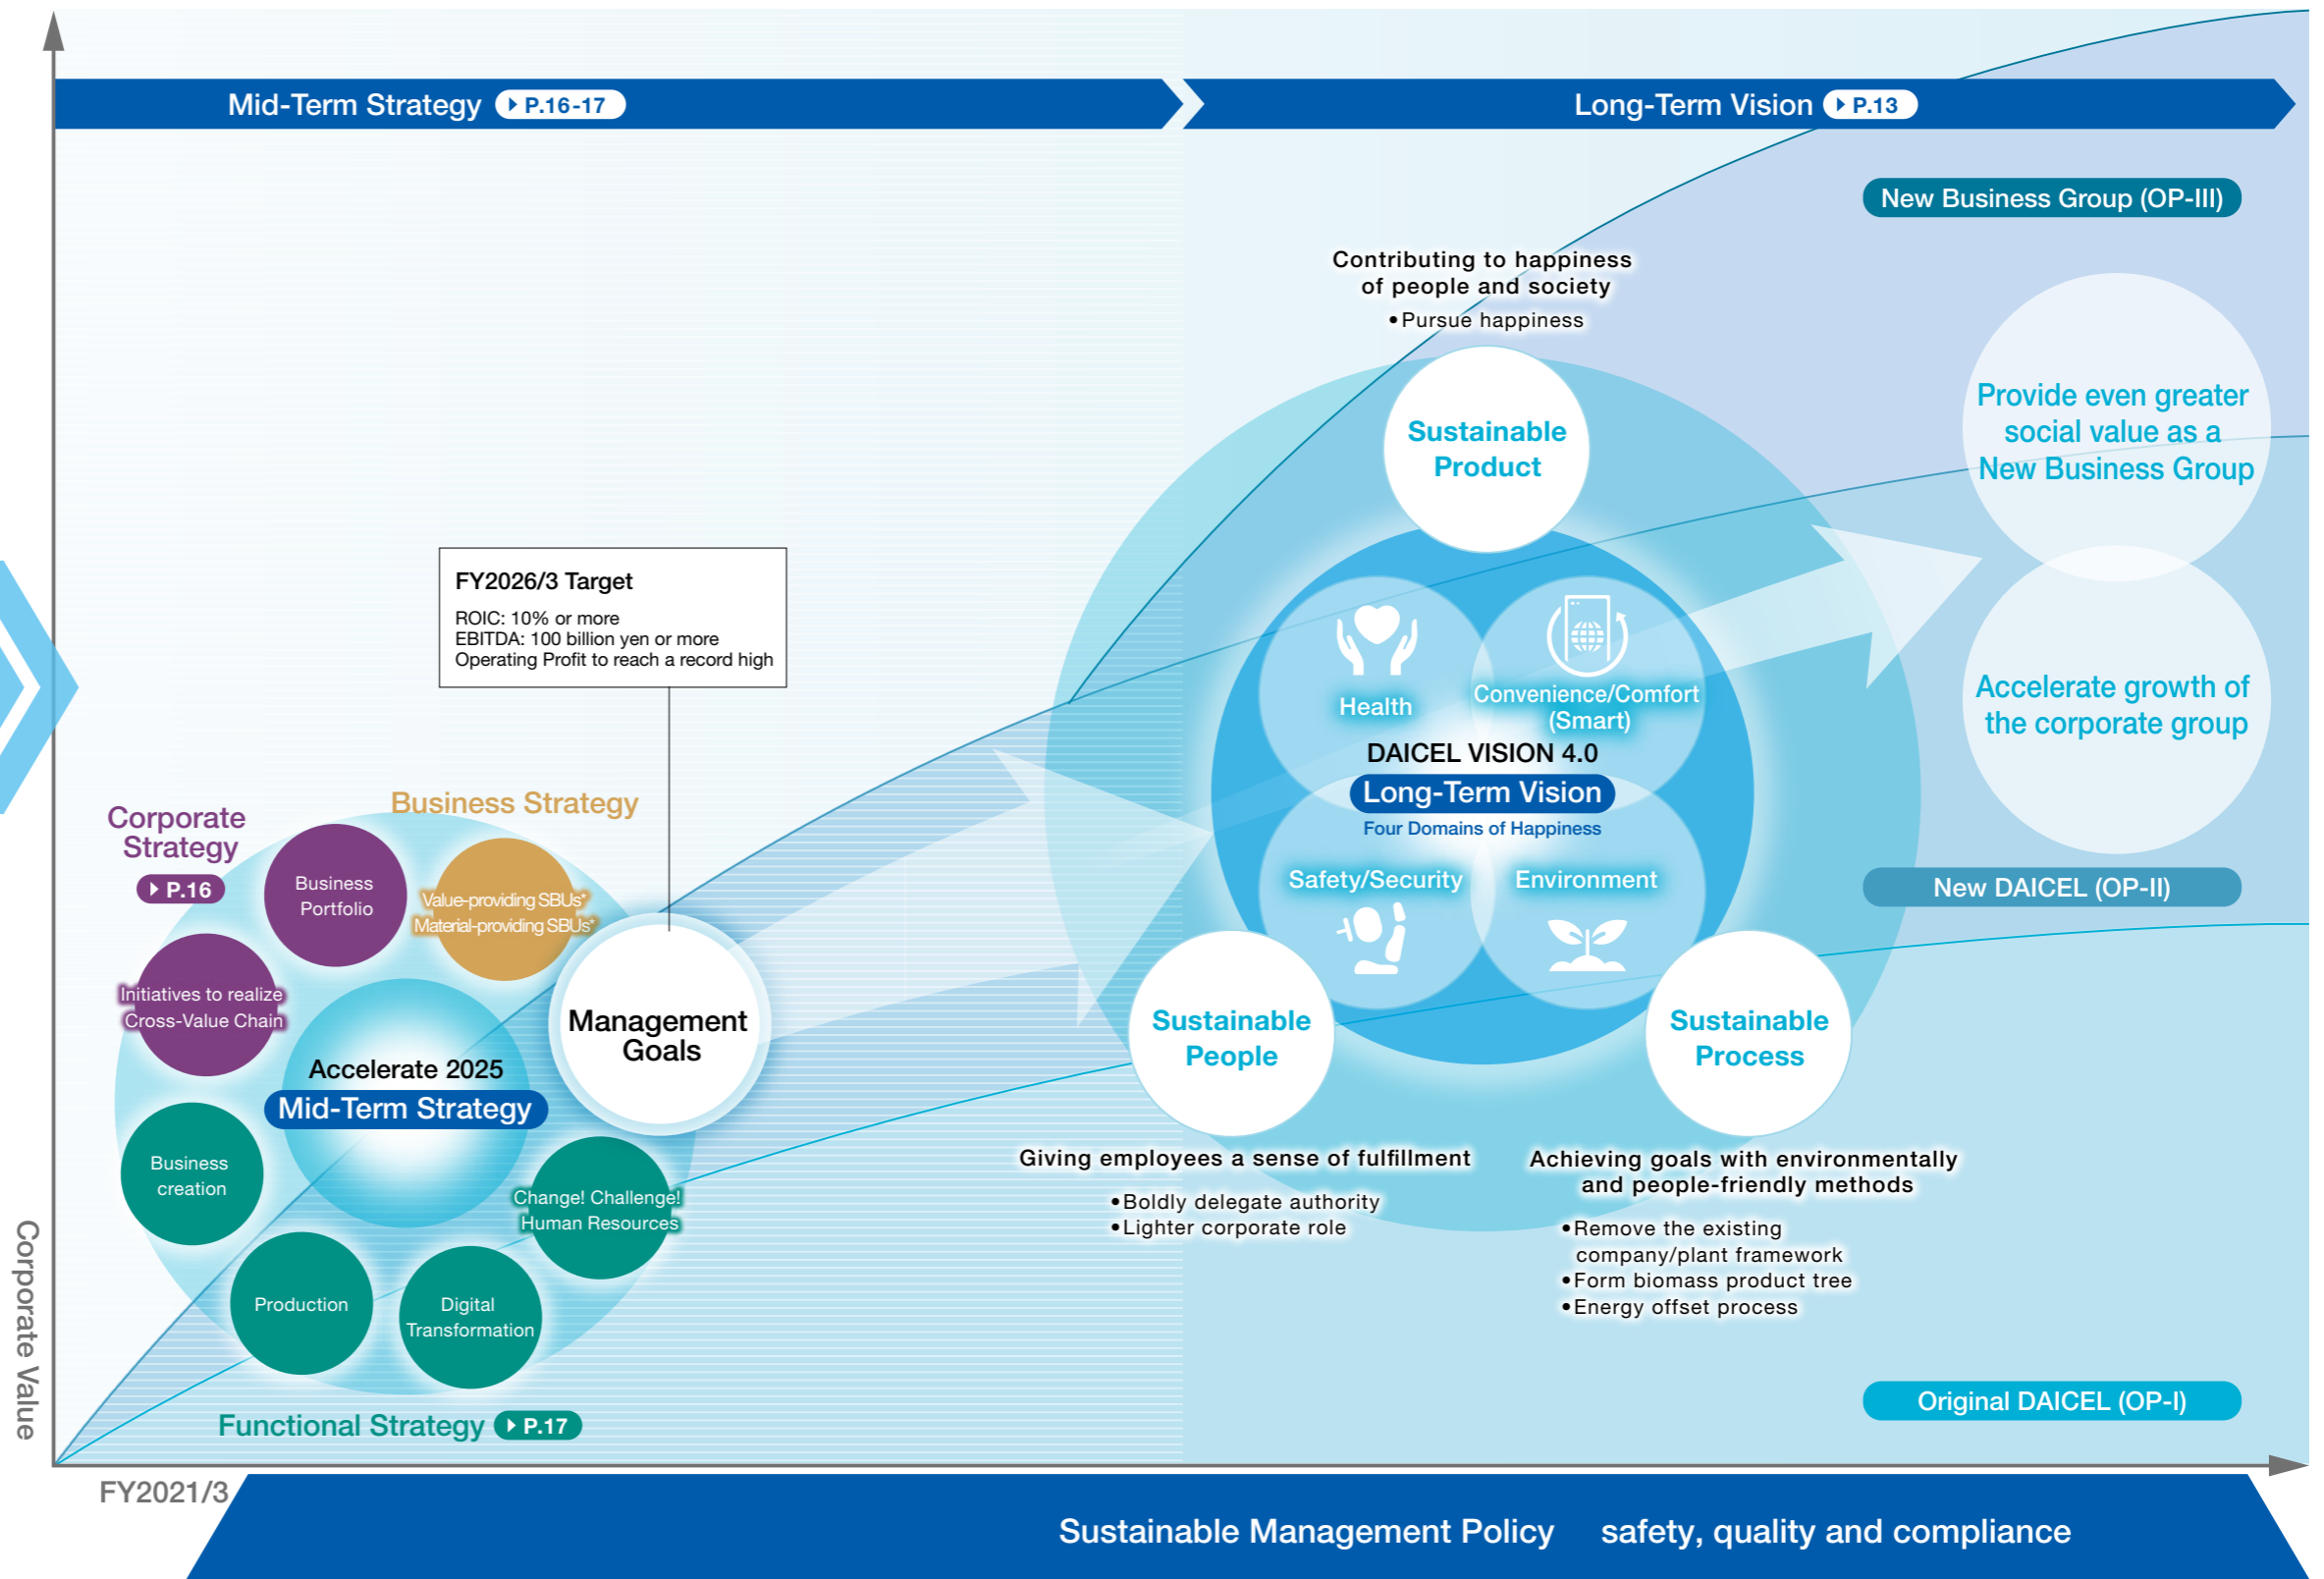 Mid-Term Strategy P.16-17
Long-Term Vision P.13
New Business Group (OP-III)
Contributing to happiness
of people and society
•Pursue happiness
Sustainable
Product
Provide even greater
social value as a
New Business Group
Accelerate growth of
the corporate group
New DAICEL (OP-II)
FY2026/3 Target
ROIC: 10% or more
EBITDA: 100 billion yen or more
Operating Profit to reach a record high
Health
Convenience/Comfort
(Smart)
DAICEL VISION 4.0
Long-Term Vision
Four Domains of Happiness
Safety/Security
Environment
Corporate
Strategy
P.16
Business Strategy
Business
Portfolio
Value-providing SBUs*
Material-providing SBUs*
Initiatives to realize
Cross-Value Chain
Management
Goals
Accelerate 2025
Mid-Term Strategy
Business
creation
Change! Challenge!
Human Resources
Production
Digital
Transformation
Functional Strategy P.17
Sustainable
People
Giving employees a sense of fulfillment
•Boldly delegate authority
•Lighter corporate role
Sustainable
Process
Achieving goals with environmentally
and people-friendly methods
•Remove the existing
company/plant framework
•Form biomass product tree
•Energy offset process
Original DAICEL (OP-I)
Corporate Value
FY2021/3
Sustainable Management Policy safety, quality and compliance